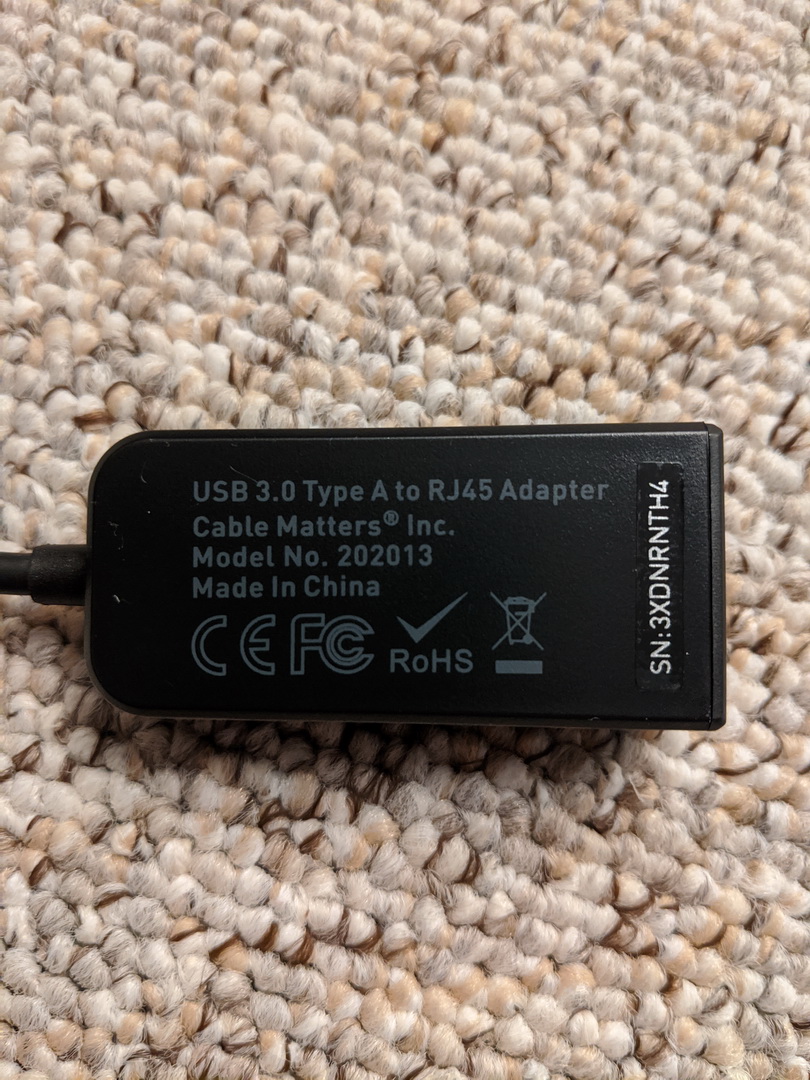 USB 3.0 Type A to RJ45 Adapter
Cable Matters® Inc.
Model No. 202013
Made In China
CE FC RoHS
SN:3XDNRNTH4